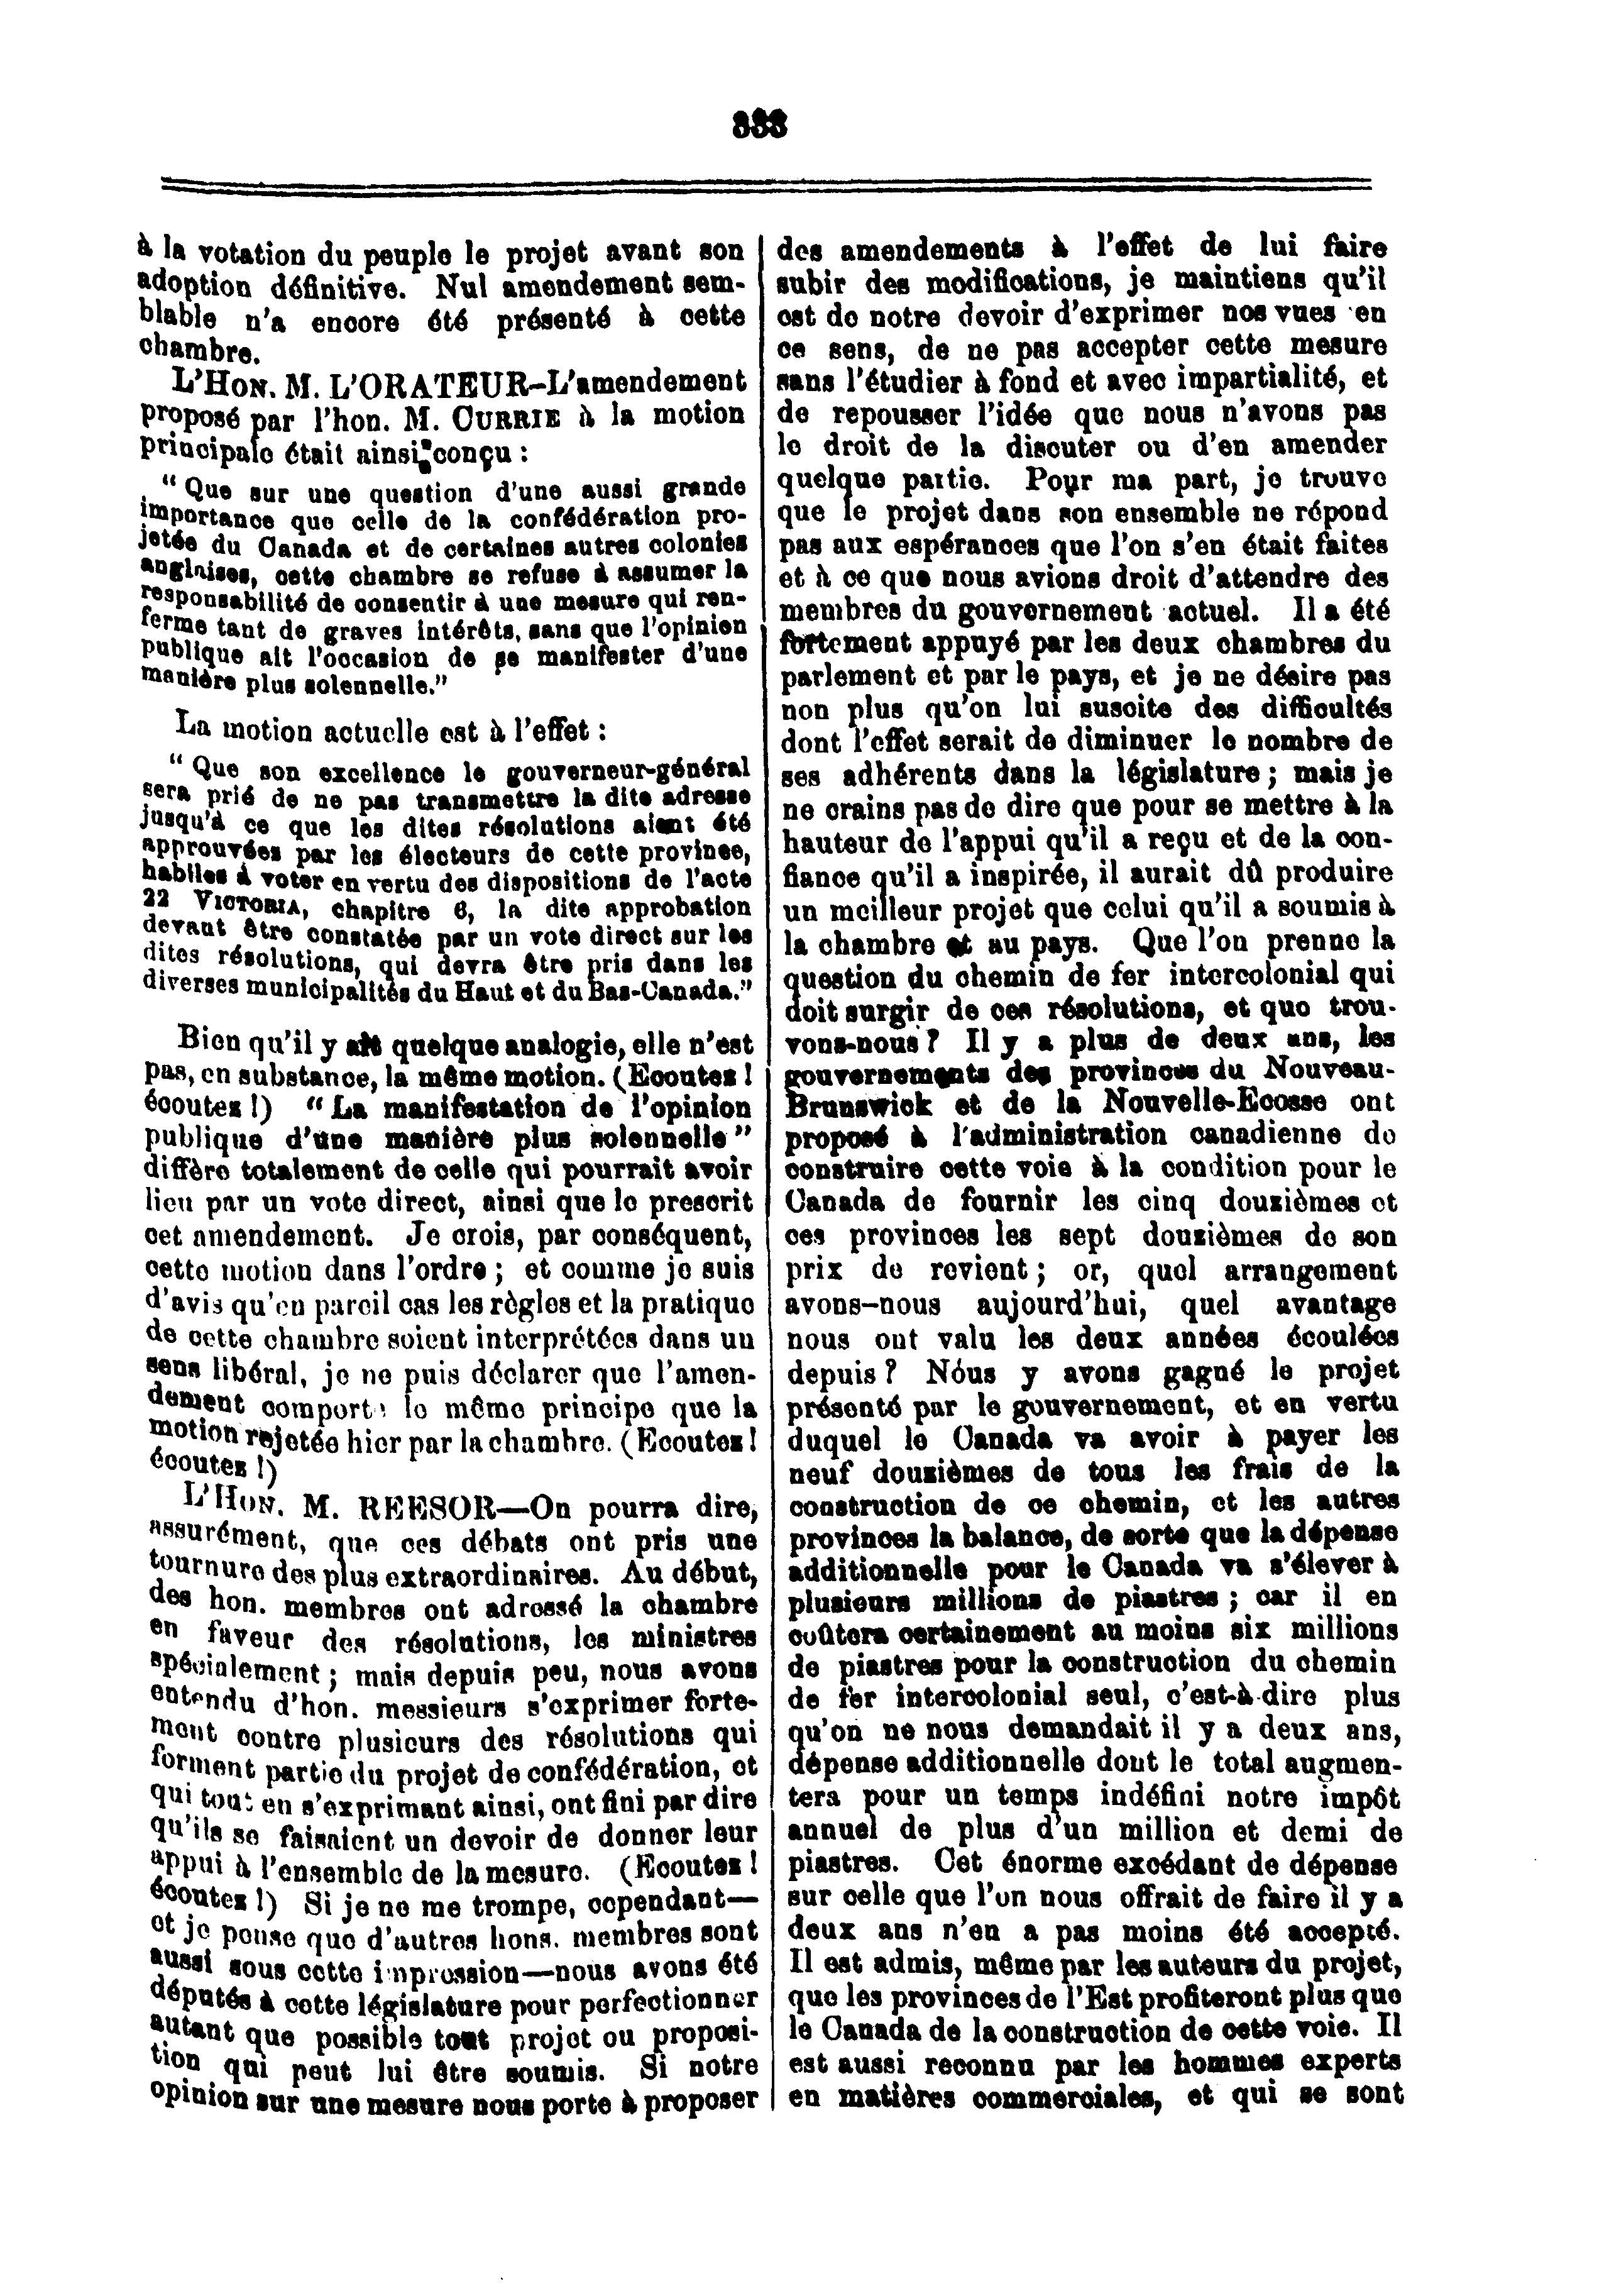 333
à la votation du peuple le projet avant son
adoption définitive. Nul amendement sem-
blable n'a encore été présenté à cette
chambre.
L'HON. M. L'ORATEUR—L'amendement
proposé par l'hon. M. CURRIE à la motion
principale était ainsi conçu :
" Que sur une question d'une aussi grande
importance que celle de la confédération pro-
jetée du Canada et de certaines autres colonies
anglaises, cette chambre se refuse à assumer la
responsabilité de consentir à une mesure qui ren-
ferme tant de graves intérêts, sans que l'opinion
publique ait l'occasion de se manifester d'une
manière plus solennelle."
La motion actuelle est à l'effet :
" Que son excellence le gouverneur-général
sera prié de ne pas transmettre la dite adresse
jusqu'à ce que les dites résolutions aient été
approuvées par les électeurs de cette province,
habiles à voter en vertu des dispositions de l'acte
22 VICTORIA, chapitre 6, la dite approbation
devant être constatée par un vote direct sur les
dites résolutions, qui devra être pris dans les
diverses municipalités du Haut et du Bas-Canada."
Bien qu'il y ait quelque analogie, elle n'est
pas, en substance, la même motion. (Ecoutez !
écoutez !) " La manifestation de l'opinion
publique d'une manière plus solennelle "
diffère totalement de celle qui pourrait avoir
lieu par un vote direct, ainsi que le prescrit
cet amendement. Je crois, par conséquent,
cette motion dans l'ordre ; et comme je suis
d'avis qu'en pareil cas les règles et la pratique
de cette chambre soient interprétées dans un
sens libéral, je ne puis déclarer que l'amen-
dement comporte le même principe que la
motion rejetée hier par la chambre. (Ecoutez !
écoutez !)
L'HON. M. REESOR—On pourra dire,
assurément, que ces débats ont pris une
tournure des plus extraordinaires. Au début,
des hon. membres ont adressé la chambre
en faveur des résolutions, les ministres
spécialement ; mais depuis peu, nous avons
entendu d'hon. messieurs s'exprimer forte-
ment contre plusieurs des résolutions qui
forment partie du projet de confédération, et
qui tout en s'exprimant ainsi, ont fini par dire
qu'ils se faisaient un devoir de donner leur
appui à l'ensemble de la mesure. (Ecoutez !
écoutez !) Si je ne me trompe, cependant—
et je pense que d'autres hons. membres sont
aussi sous cette impression—nous avons été
députés à cette législature pour perfectionner
autant que possible tout projet ou proposi-
tion qui peut lui être soumis. Si notre
opinion sur une mesure nous porte à proposer
des amendements à l'effet de lui faire
subir des modifications, je maintiens qu'il
est de notre devoir d'exprimer nos vues en
ce sens, de ne pas accepter cette mesure
sans l'étudier à fond et avec impartialité, et
de repousser l'idée que nous n'avons pas
le droit de la discuter ou d'en amender
quelque partie. Pour ma part, je trouve
que le projet dans son ensemble ne répond
pas aux espérances que l'on s'en était faites
et à ce que nous avions droit d'attendre des
membres du gouvernement actuel. Il a été
fortement appuyé par les deux chambres du
parlement et par le pays, et je ne désire pas
non plus qu'on lui suscite des difficultés
dont l'effet serait de diminuer le nombre de
ses adhérents dans la législature ; mais je
ne crains pas de dire que pour se mettre à la
hauteur de l'appui qu'il a reçu et de la con-
fiance qu'il a inspirée, il aurait dû produire
un meilleur projet que celui qu'il a soumis à
la chambre et au pays. Que l'on prenne la
question du chemin de fer intercolonial qui
doit surgir de ces résolutions, et que trou-
vons-nous ? Il y a plus de deux ans, les
gouvernements des provinces du Nouveau-
Brunswick et de la Nouvelle-Ecosse ont
proposé à l'administration canadienne de
construire cette voie à la condition pour le
Canada de fournir les cinq douzièmes et
ces provinces les sept douzièmes de son
prix de revient ; or, quel arrangement
avons-nous aujourd'hui, quel avantage
nous ont valu les deux années écoulées
depuis ? Nóus y avons gagné le projet
présenté par le gouvernement, et en vertu
duquel le Canada va avoir à payer les
neuf douzièmes de tous les frais de la
construction de ce chemin, et les autres
provinces la balance, de sorte que la dépense
additionnelle pour le Canada va s'élever à
plusieurs millions de piastres ; car il en
coûtera certainement au moins six millions
de piastres pour la construction du chemin
de fer intercolonial seul, c'est-à-dire plus
qu'on ne nous demandait il y a deux ans,
dépense additionnelle dont le total augmen-
tera pour un temps indéfini notre impôt
annuel de plus d'un million et demi de
piastres. Cet énorme excédant de dépense
sur celle que l'on nous offrait de faire il y a
deux ans n'en a pas moins été accepté.
Il est admis, même par les auteurs du projet,
que les provinces de l'Est profiteront plus que
le Canada de la construction de cette voie. Il
est aussi reconnu par les hommes experts
en matières commerciales, et qui se sont